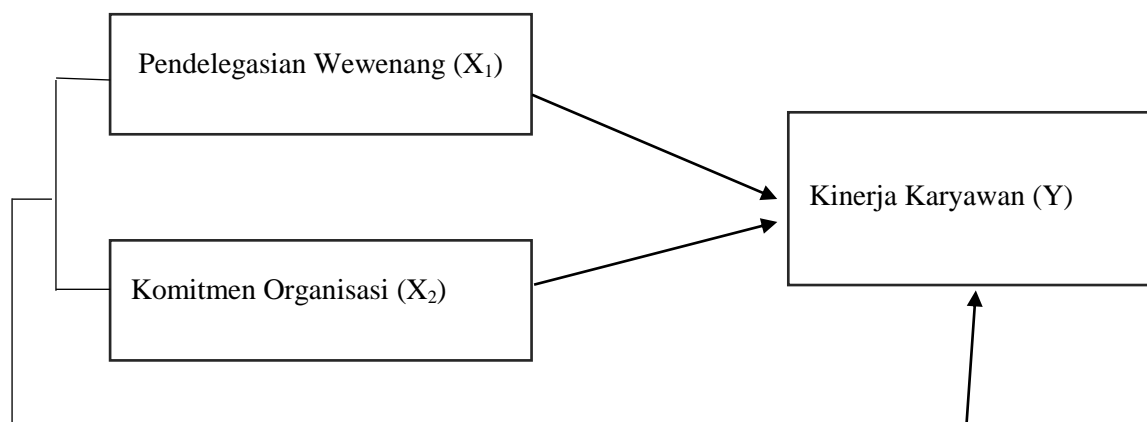 Pendelegasian Wewenang (X₁)
Kinerja Karyawan (Y)
Komitmen Organisasi (X₂)